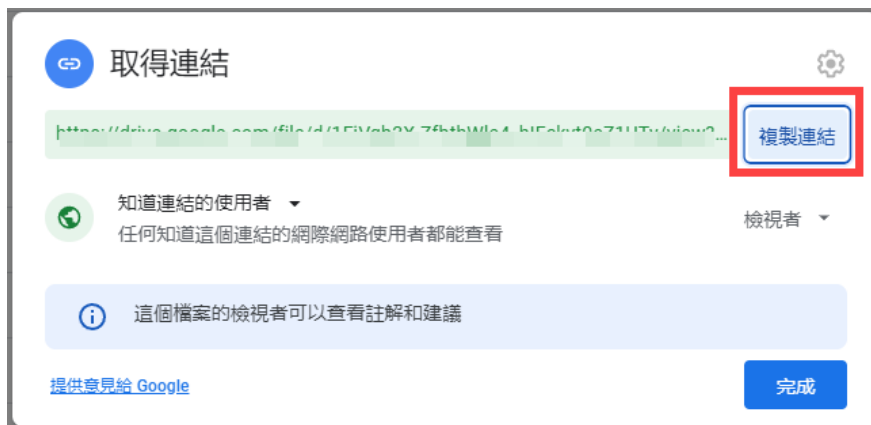 取得連結
複製連結
知道連結的使用者
任何知道這個連結的網際網路使用者都能查看
檢視者
這個檔案的檢視者可以查看註解和建議
提供意見給 Google
完成